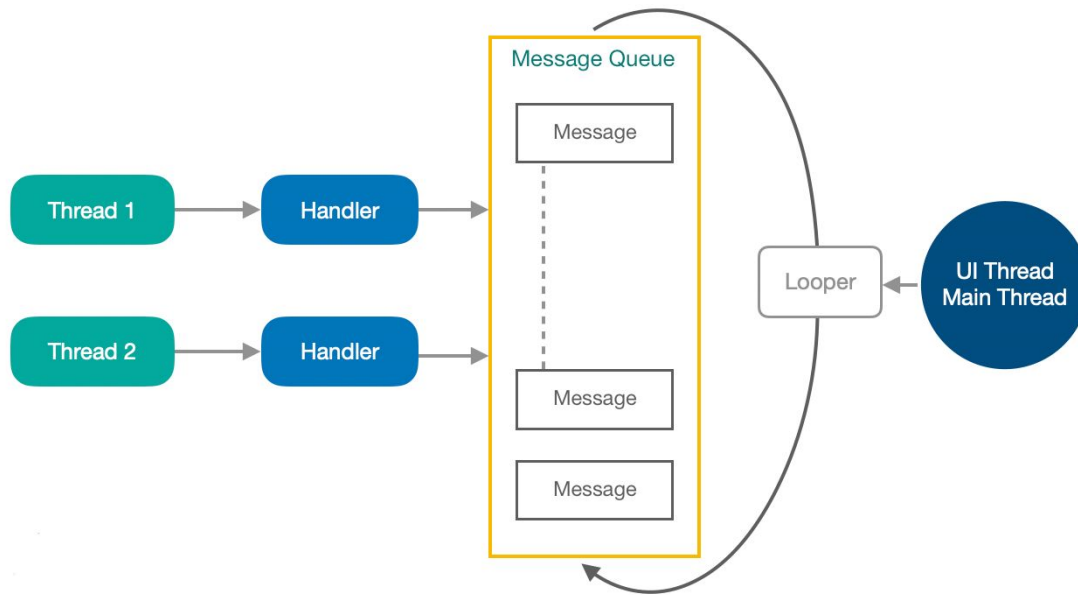 Message Queue
Message
Thread 1
Handler
Looper
UI Thread
Main Thread
Thread 2
Handler
Message
Message